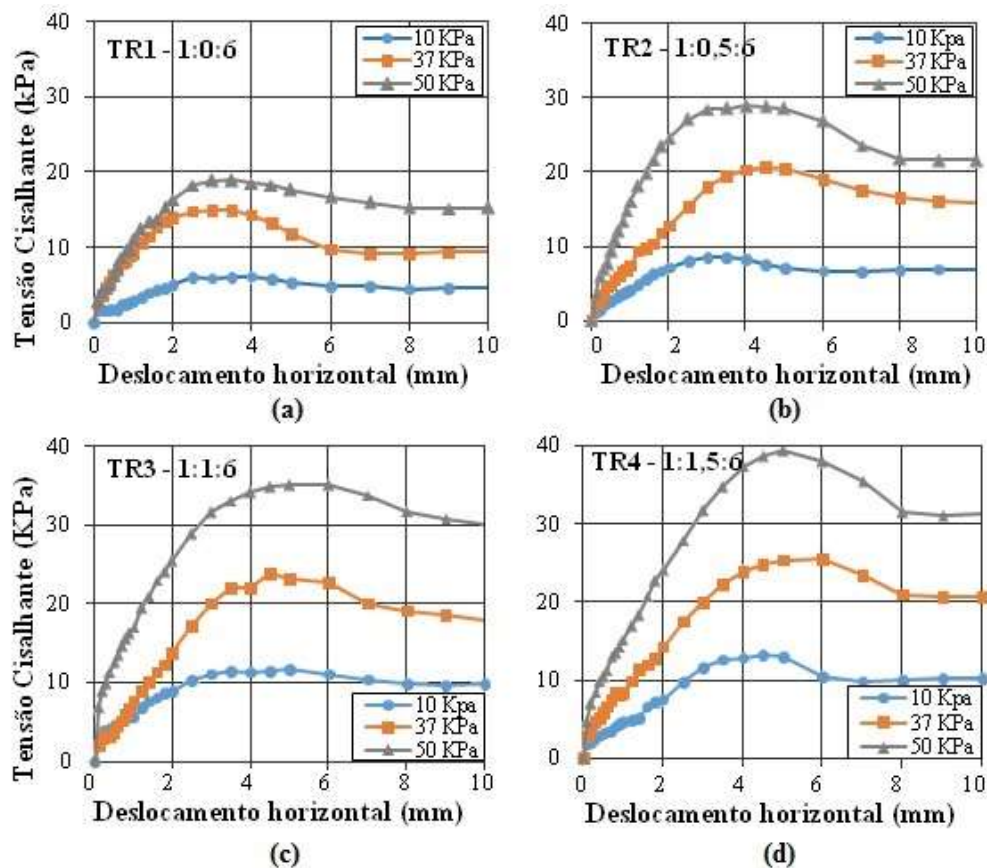 TR1 - 1:0:6
10 KPa
37 KPa
50 KPa
Tensão Cisalhante (kPa)
40
30
20
10
0
0 2 4 6 8 10
Deslocamento horizontal (mm)
(a)
TR2 - 1:0,5:6
10 Kpa
37 KPa
50 KPa
40
30
20
10
0
0 2 4 6 8 10
Deslocamento horizontal (mm)
(b)
TR3 - 1:1:6
10 KPa
37 KPa
50 KPa
Tensão Cisalhante (KPa)
40
30
20
10
0
0 2 4 6 8 10
Deslocamento horizontal (mm)
(c)
TR4 - 1:1,5:6
10 Kpa
37 KPa
50 KPa
40
30
20
10
0
0 2 4 6 8 10
Deslocamento horizontal (mm)
(d)